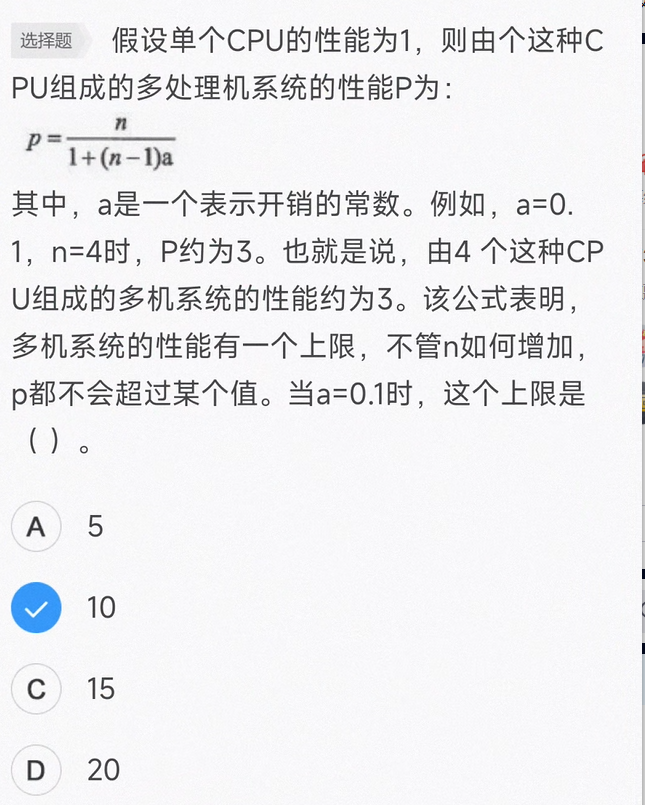 选择题 假设单个CPU的性能为1，则由个这种C
PU组成的多处理机系统的性能P为：
p = n / 1+(n-1)a
其中，a是一个表示开销的常数。例如，a=0.
1，n=4时，P约为3。也就是说，由4 个这种CP
U组成的多机系统的性能约为3。该公式表明，
多机系统的性能有一个上限，不管n如何增加，
p都不会超过某个值。当a=0.1时，这个上限是
（ ）。
A 5
10
C 15
D 20